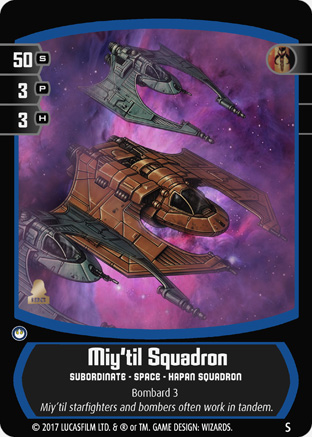 50 S
3 P
3 H
Miy'til Squadron
SUBORDINATE - SPACE - HAPAN SQUADRON
Bombard 3
Miy'til starfighters and bombers often work in tandem.
© 2017 LUCASFILM LTD. & ® or TM. GAME DESIGN: WIZARDS.
S